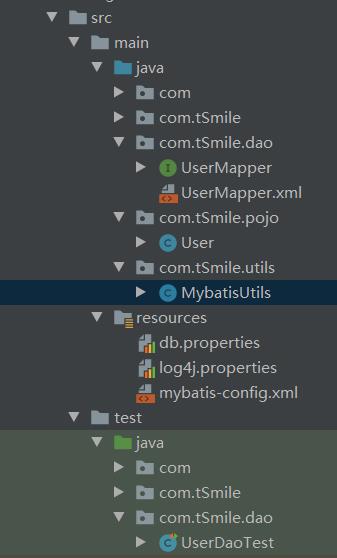 src
main
java
com
com.tSmile
com.tSmile.dao
UserMapper
UserMapper.xml
com.tSmile.pojo
User
com.tSmile.utils
MybatisUtils
resources
db.properties
log4j.properties
mybatis-config.xml
test
java
com
com.tSmile
com.tSmile.dao
UserDaoTest